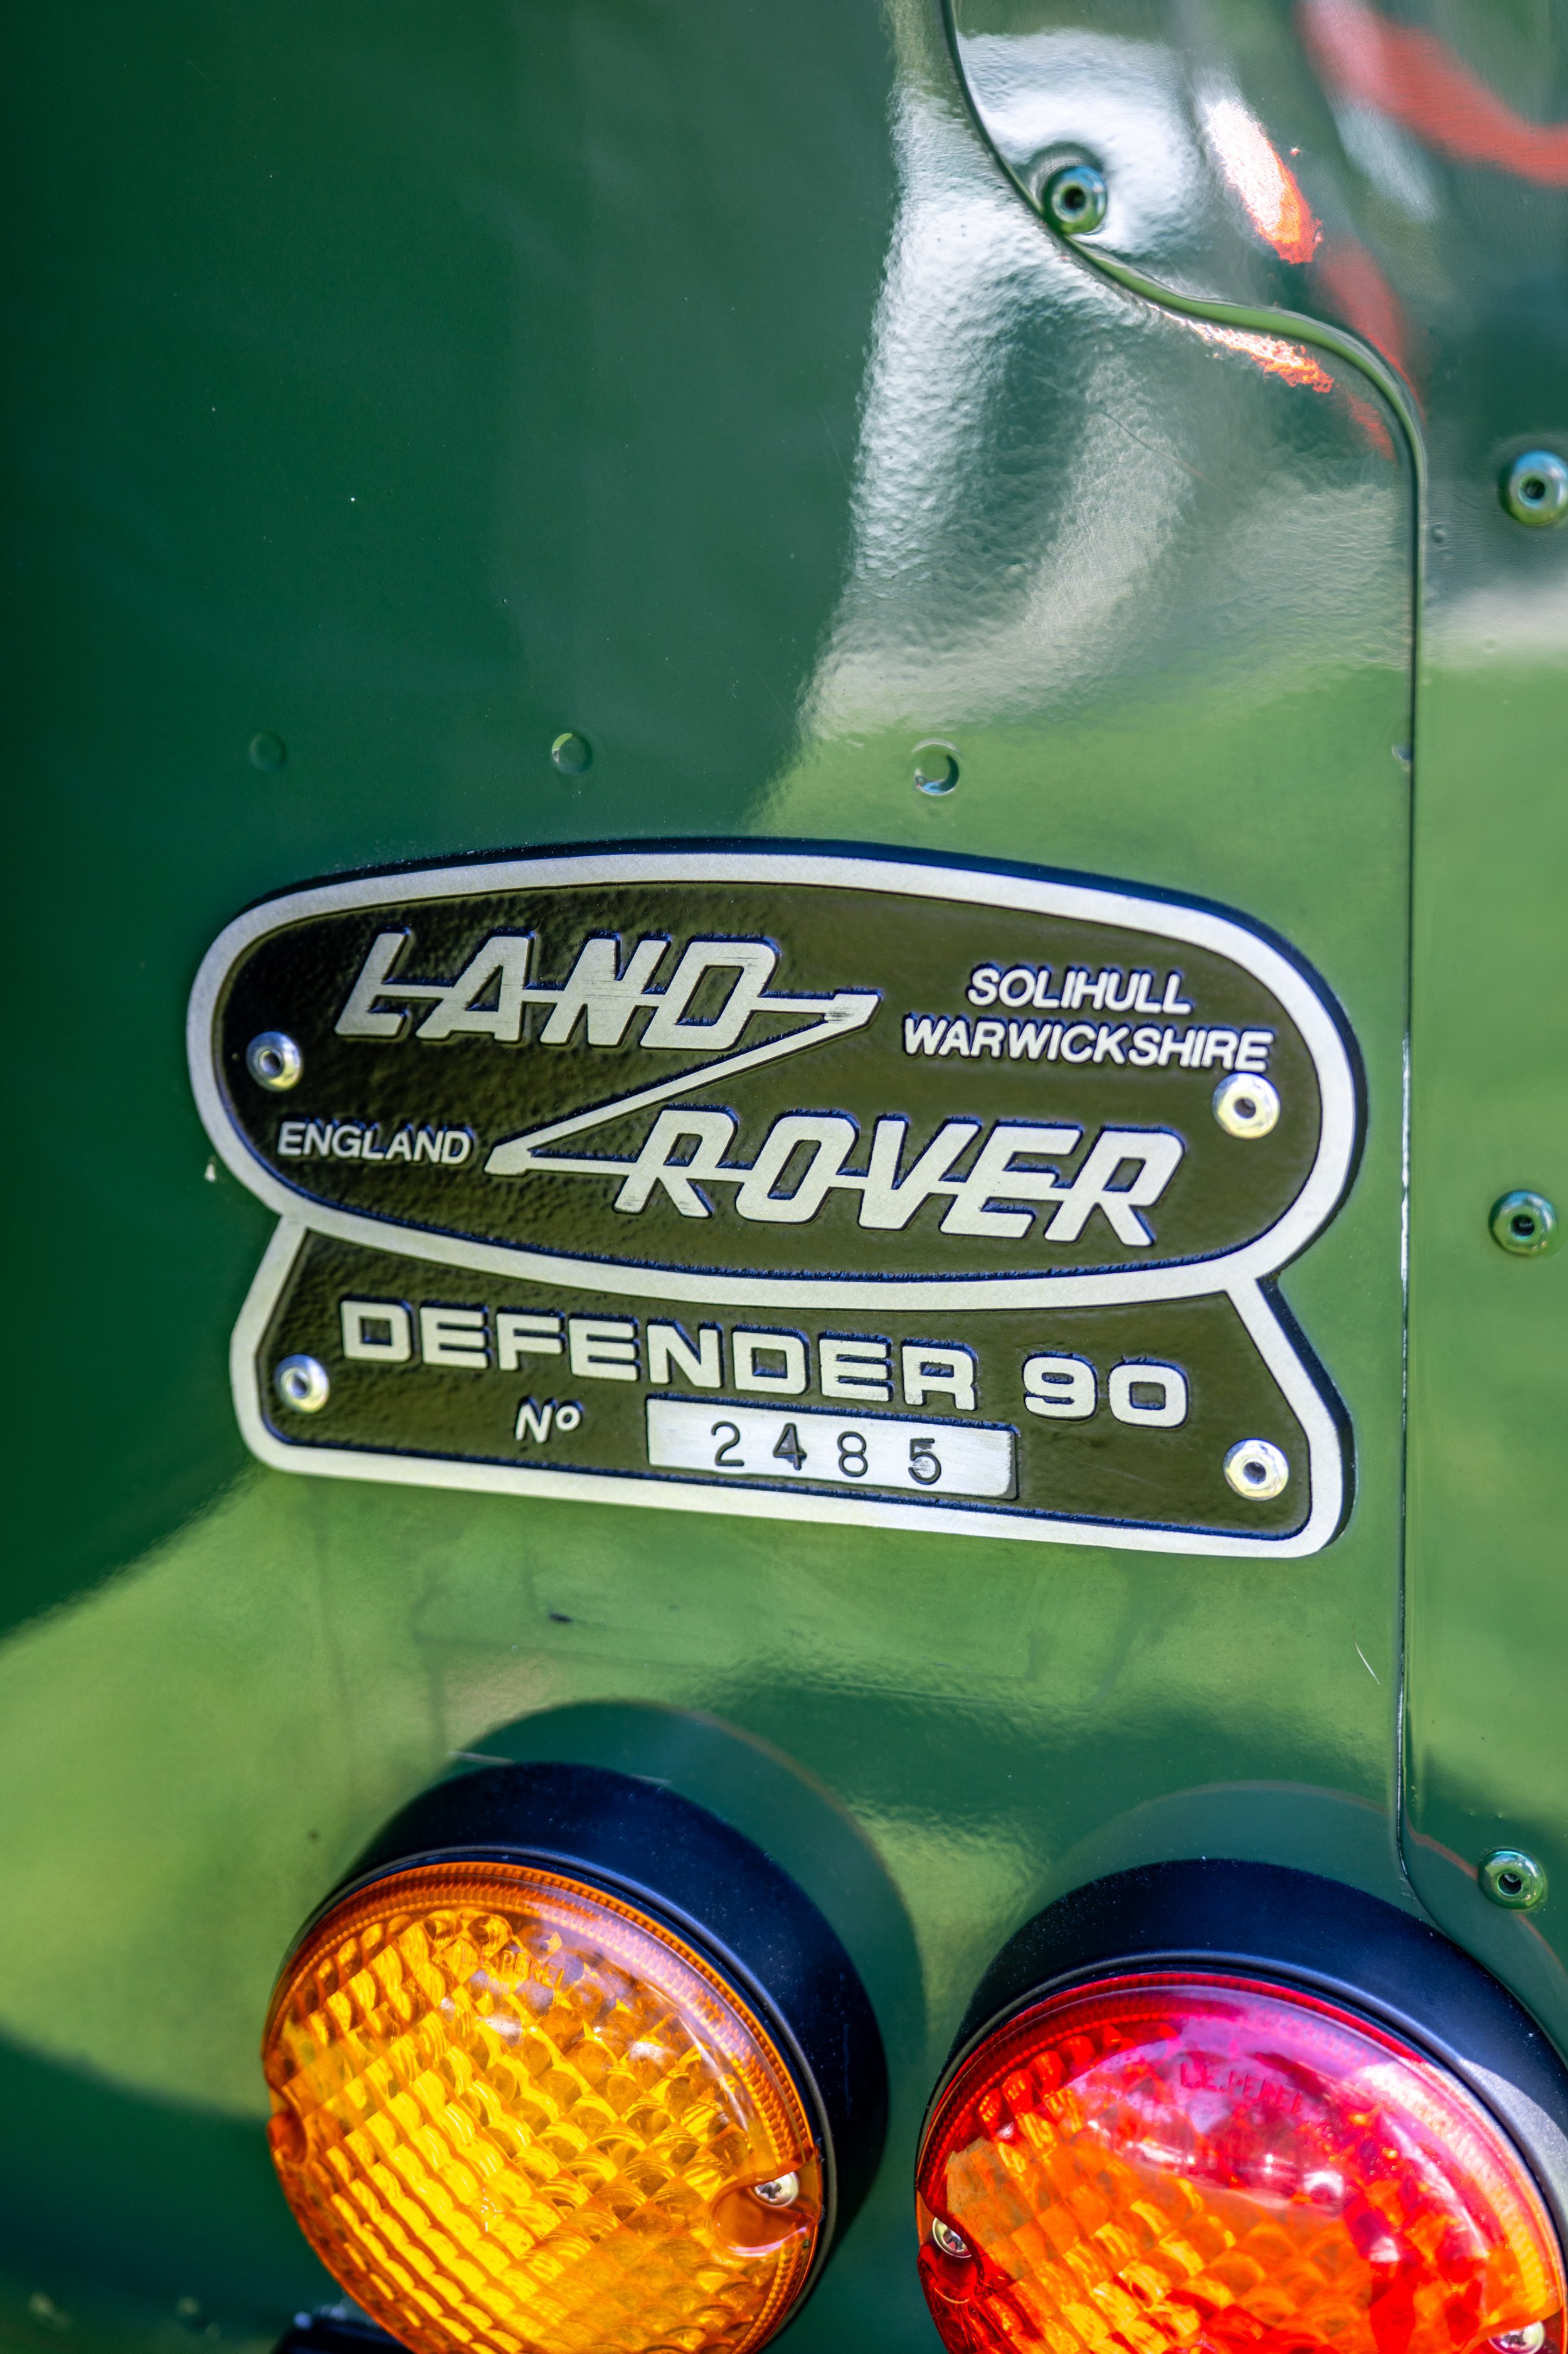 LAND
SOLIHULL
WARWICKSHIRE
ENGLAND
ROVER
DEFENDER 90
Nº 2485